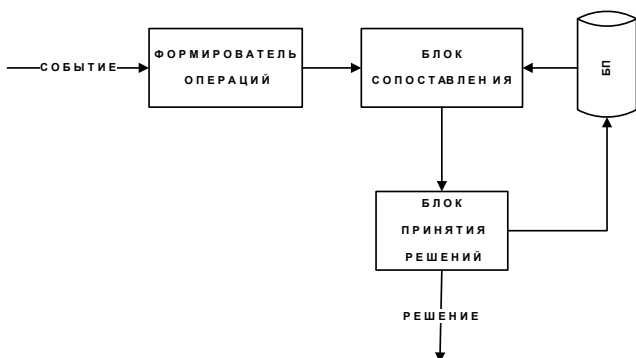 СОБЫТИЕ
ФОРМИРОВАТЕЛЬ
ОПЕРАЦИЙ
БЛОК
СОПОСТАВЛЕНИЯ
БП
БЛОК
ПРИНЯТИЯ
РЕШЕНИЙ
РЕШЕНИЕ